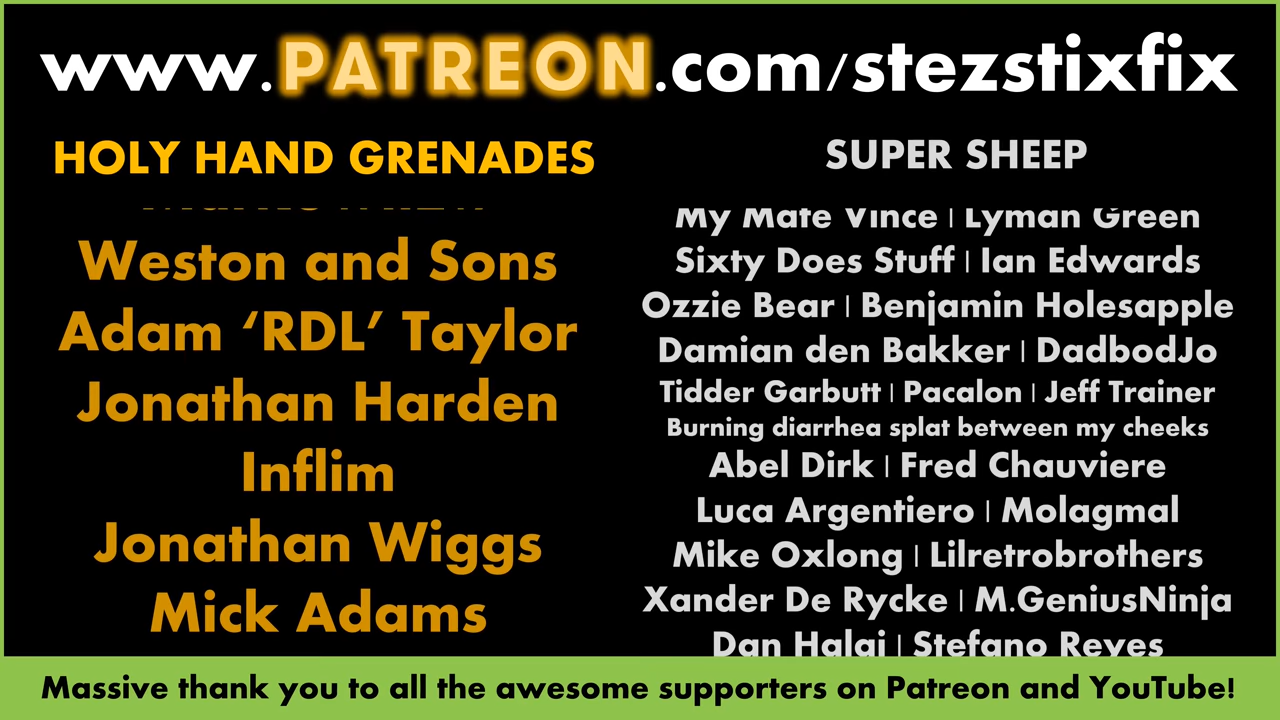 www.PATREON.com/stezstixfix
HOLY HAND GRENADES
Weston and Sons
Adam ‘RDL’ Taylor
Jonathan Harden
Inflim
Jonathan Wiggs
Mick Adams
SUPER SHEEP
My Mate Vince | Lyman Green
Sixty Does Stuff | Ian Edwards
Ozzie Bear | Benjamin Holesapple
Damian den Bakker | DadbodJo
Tidder Garbutt | Pacalon | Jeff Trainer
Burning diarrhea splat between my cheeks
Abel Dirk | Fred Chauviere
Luca Argentiero | Molagmal
Mike Oxlong | Lilretrobrothers
Xander De Rycke | M.GeniusNinja
Dan Halai | Stefano Reyes
Massive thank you to all the awesome supporters on Patreon and YouTube!